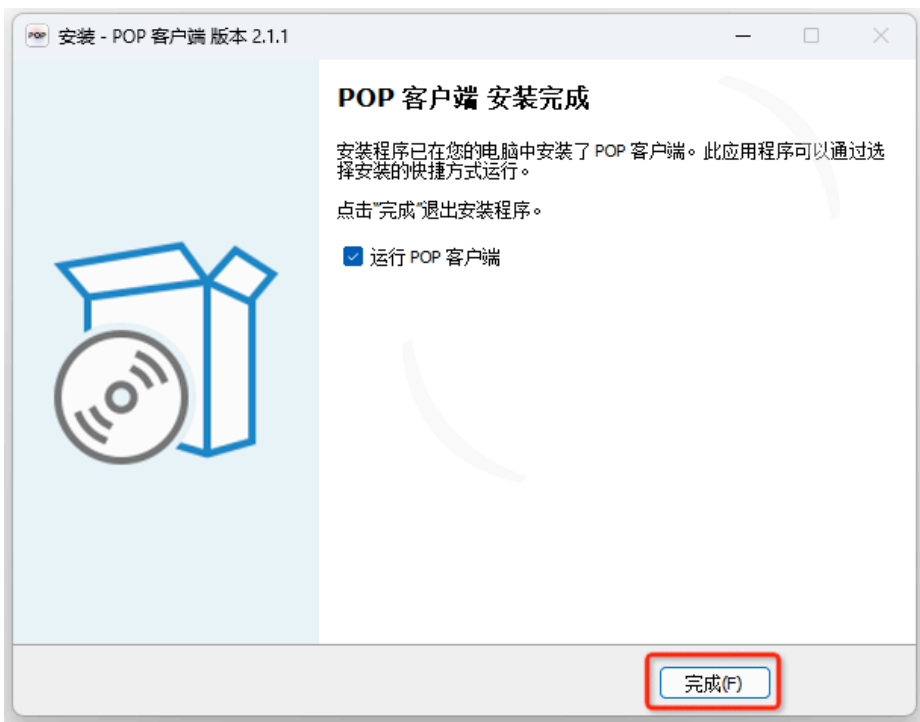 POP 安装 - POP 客户端 版本 2.1.1
POP 客户端 安装完成
安装程序已在您的电脑中安装了 POP 客户端。此应用程序可以通过选
择安装的快捷方式运行。
点击"完成"退出安装程序。
运行 POP 客户端
完成(F)